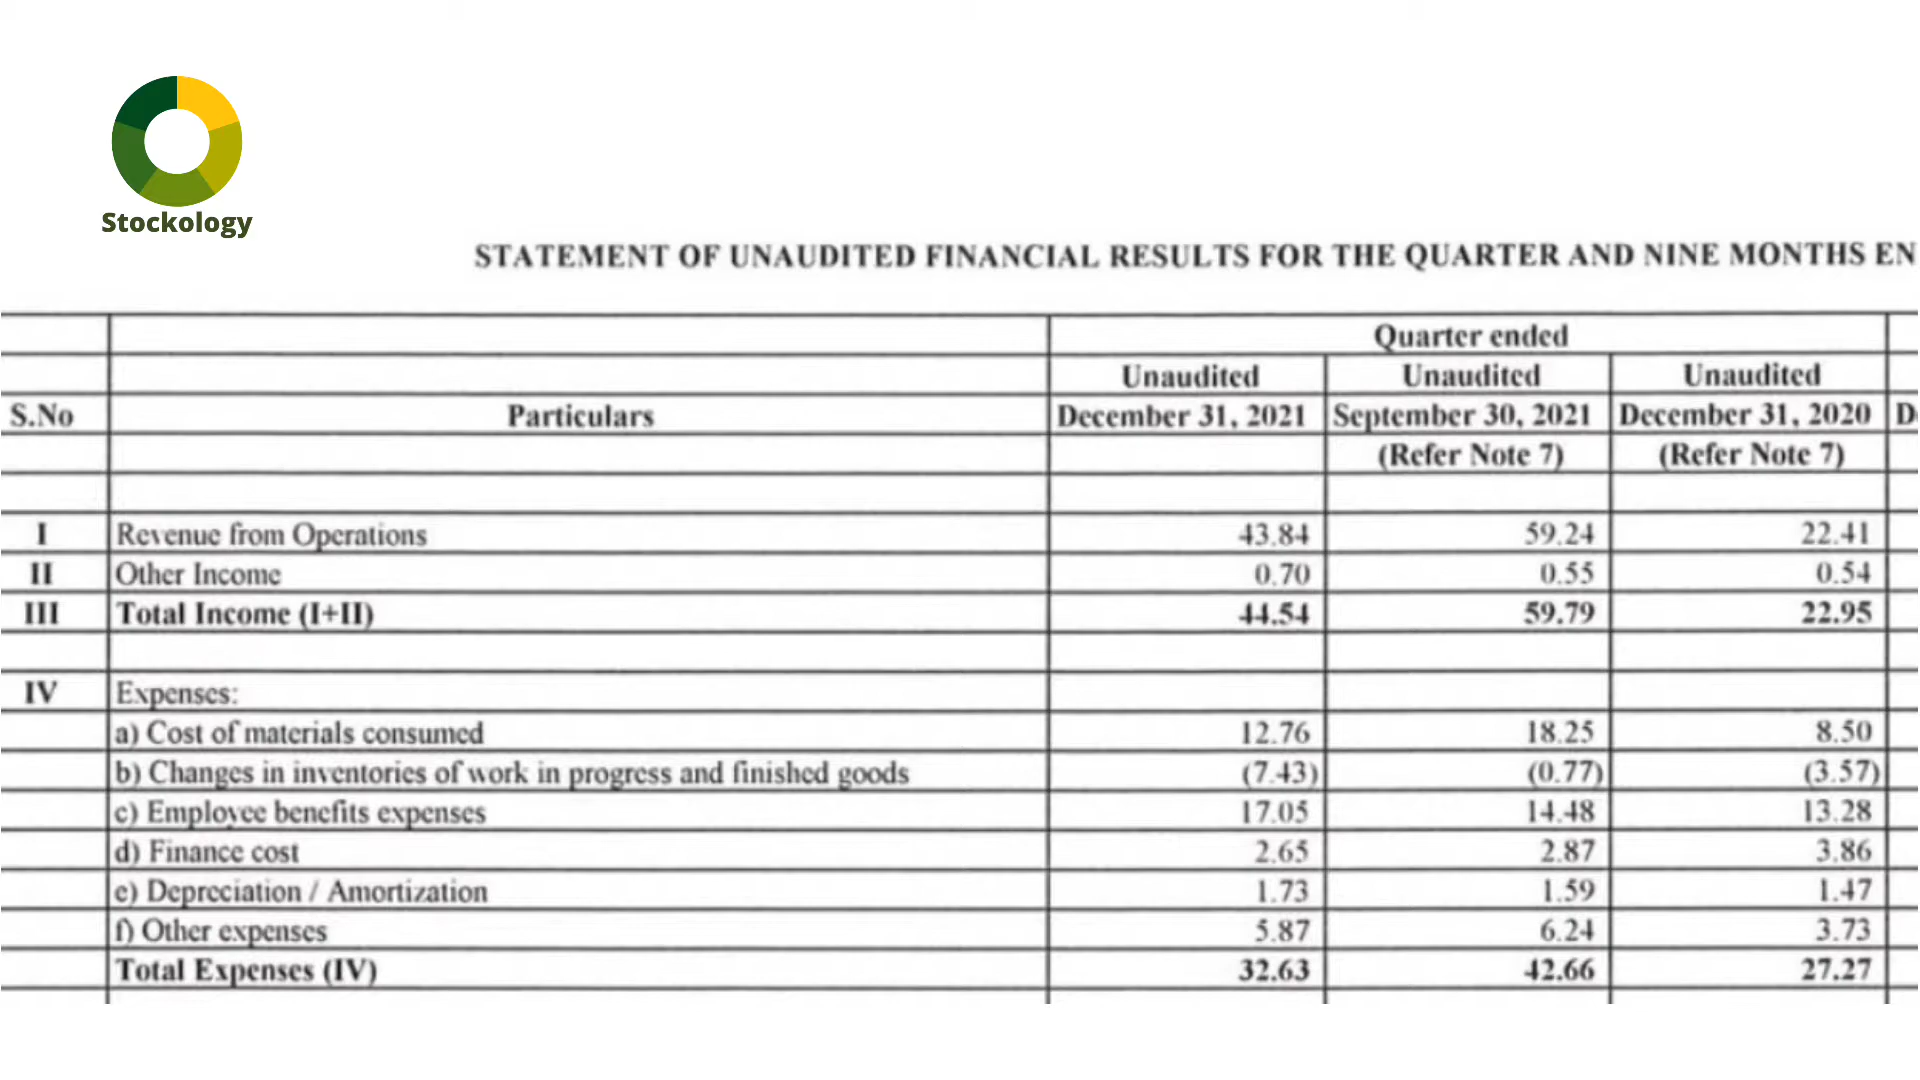 Stockology
STATEMENT OF UNAUDITED FINANCIAL RESULTS FOR THE QUARTER AND NINE MONTHS EN
Quarter ended
Unaudited Unaudited Unaudited
S.No Particulars December 31, 2021 September 30, 2021 December 31, 2020 D
(Refer Note 7) (Refer Note 7)
I Revenue from Operations 43.84 59.24 22.41
II Other Income 0.70 0.55 0.54
III Total Income (I+II) 44.54 59.79 22.95
IV Expenses:
a) Cost of materials consumed 12.76 18.25 8.50
b) Changes in inventories of work in progress and finished goods (7.43) (0.77) (3.57)
c) Employee benefits expenses 17.05 14.48 13.28
d) Finance cost 2.65 2.87 3.86
e) Depreciation / Amortization 1.73 1.59 1.47
f) Other expenses 5.87 6.24 3.73
Total Expenses (IV) 32.63 42.66 27.27